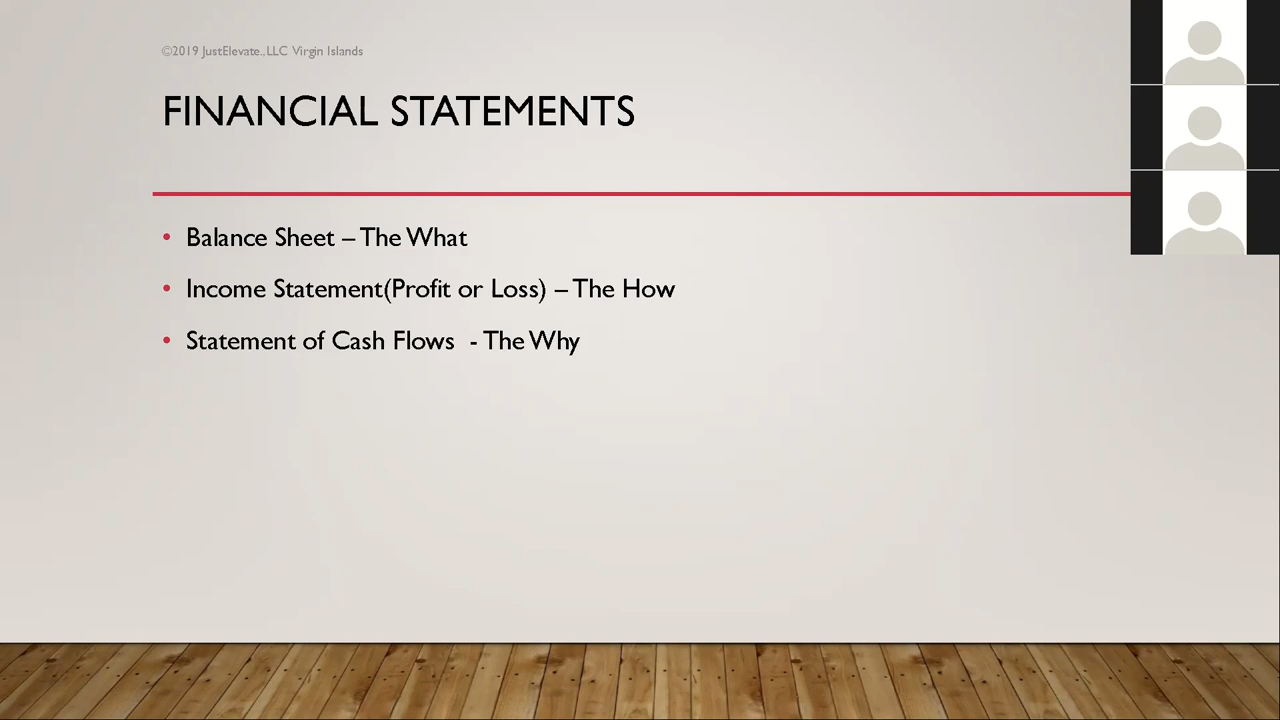 ©2019 JustElevate.,LLC Virgin Islands
FINANCIAL STATEMENTS
• Balance Sheet – The What
• Income Statement(Profit or Loss) – The How
• Statement of Cash Flows  - The Why